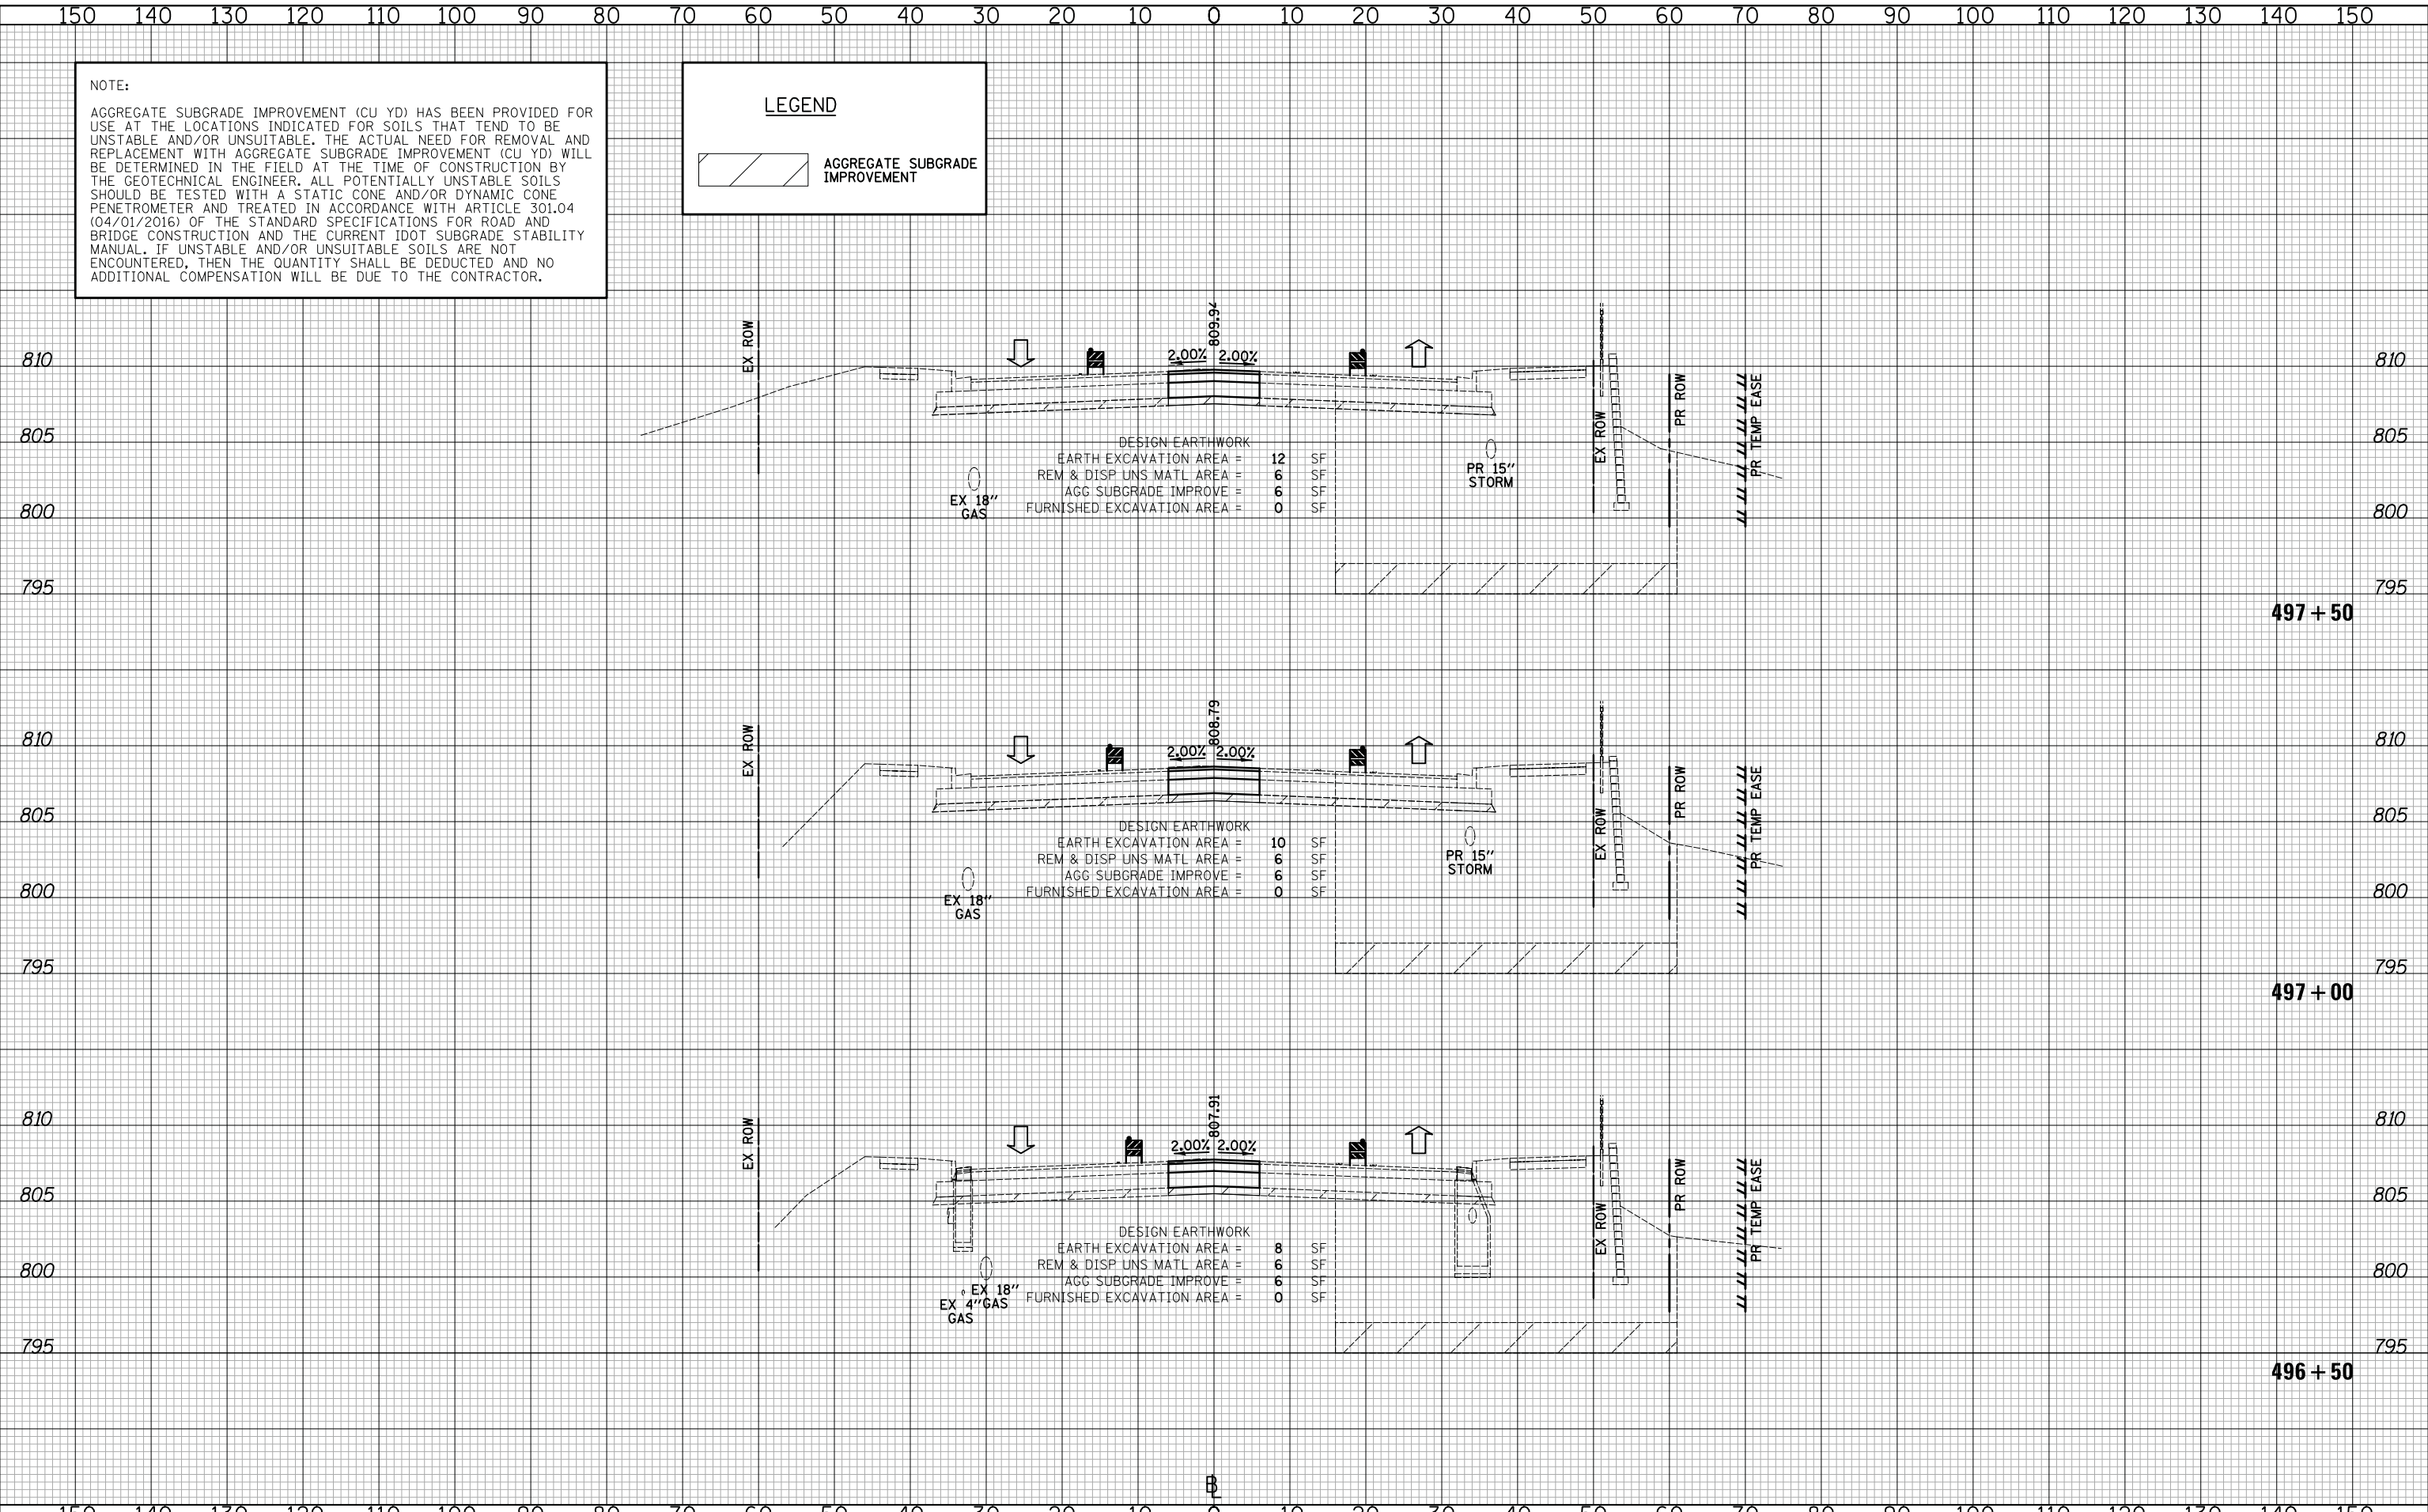 150 140 130 120 110 100 90 80 70 60 50 40 30 20 10 0 10 20 30 40 50 60 70 80 90 100 110 120 130 140 150
NOTE:
AGGREGATE SUBGRADE IMPROVEMENT (CU YD) HAS BEEN PROVIDED FOR
USE AT THE LOCATIONS INDICATED FOR SOILS THAT TEND TO BE
UNSTABLE AND/OR UNSUITABLE. THE ACTUAL NEED FOR REMOVAL AND
REPLACEMENT WITH AGGREGATE SUBGRADE IMPROVEMENT (CU YD) WILL
BE DETERMINED IN THE FIELD AT THE TIME OF CONSTRUCTION BY
THE GEOTECHNICAL ENGINEER. ALL POTENTIALLY UNSTABLE SOILS
SHOULD BE TESTED WITH A STATIC CONE AND/OR DYNAMIC CONE
PENETROMETER AND TREATED IN ACCORDANCE WITH ARTICLE 301.04
(04/01/2016) OF THE STANDARD SPECIFICATIONS FOR ROAD AND
BRIDGE CONSTRUCTION AND THE CURRENT IDOT SUBGRADE STABILITY
MANUAL. IF UNSTABLE AND/OR UNSUITABLE SOILS ARE NOT
ENCOUNTERED, THEN THE QUANTITY SHALL BE DEDUCTED AND NO
ADDITIONAL COMPENSATION WILL BE DUE TO THE CONTRACTOR.
LEGEND
AGGREGATE SUBGRADE
IMPROVEMENT
EX ROW
809.94
2.00% 2.00%
810 810
EX ROW
PR ROW
PR TEMP EASE
805 805
DESIGN EARTHWORK
EARTH EXCAVATION AREA = 12 SF
REM & DISP UNS MATL AREA = 6 SF
AGG SUBGRADE IMPROVE = 6 SF
FURNISHED EXCAVATION AREA = 0 SF
EX 18"
GAS
PR 15"
STORM
800 800
795 795
497+50
EX ROW
808.79
2.00% 2.00%
810 810
EX ROW
PR ROW
PR TEMP EASE
805 805
DESIGN EARTHWORK
EARTH EXCAVATION AREA = 10 SF
REM & DISP UNS MATL AREA = 6 SF
AGG SUBGRADE IMPROVE = 6 SF
FURNISHED EXCAVATION AREA = 0 SF
PR 15"
STORM
EX 18"
GAS
800 800
795 795
497+00
EX ROW
807.91
2.00% 2.00%
810 810
EX ROW
PR ROW
PR TEMP EASE
805 805
DESIGN EARTHWORK
EARTH EXCAVATION AREA = 8 SF
REM & DISP UNS MATL AREA = 6 SF
AGG SUBGRADE IMPROVE = 6 SF
FURNISHED EXCAVATION AREA = 0 SF
800 800
EX 18"
GAS
EX 4"
GAS
795 795
496+50
BL
150 140 130 120 110 100 90 80 70 60 50 40 30 20 10 0 10 20 30 40 50 60 70 80 90 100 110 120 130 140 150